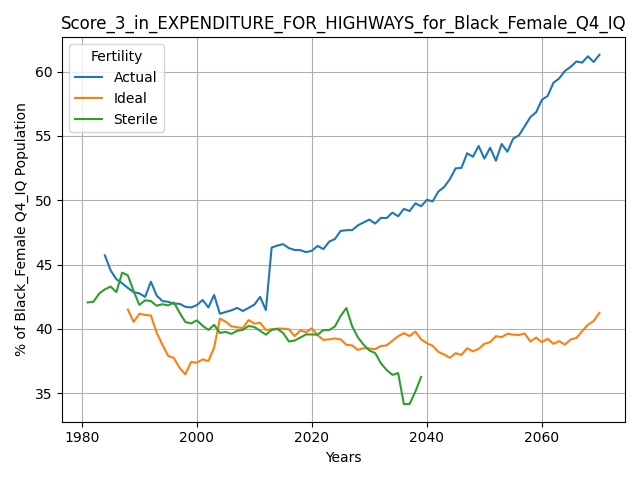 Score_3_in_EXPENDITURE_FOR_HIGHWAYS_for_Black_Female_Q4_IQ
Fertility
Actual
Ideal
Sterile
% of Black_Female Q4_IQ Population
60
55
50
45
40
35
1980
2000
2020
2040
2060
Years